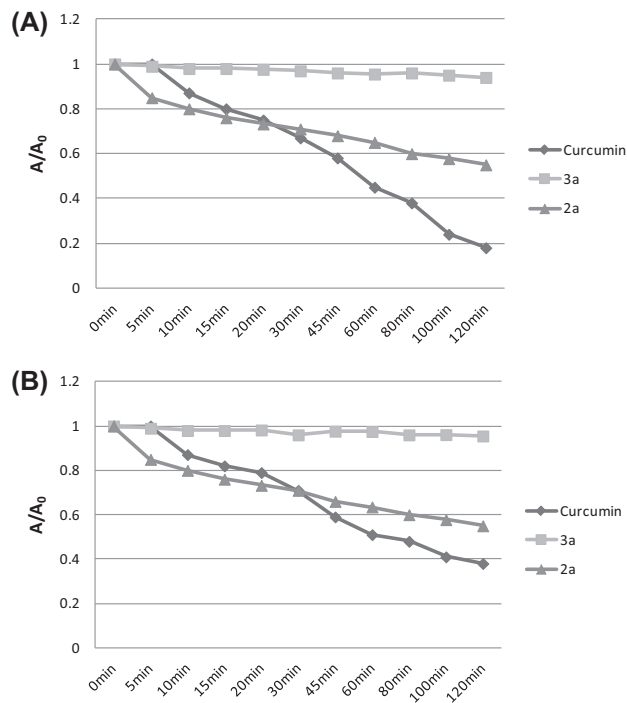 (A)
1.2
1
0.8
0.6
0.4
0.2
0
A/A₀
0min
5min
10min
15min
20min
30min
45min
60min
80min
100min
120min
Curcumin
3a
2a
(B)
1.2
1
0.8
0.6
0.4
0.2
0
A/A₀
0min
5min
10min
15min
20min
30min
45min
60min
80min
100min
120min
Curcumin
3a
2a